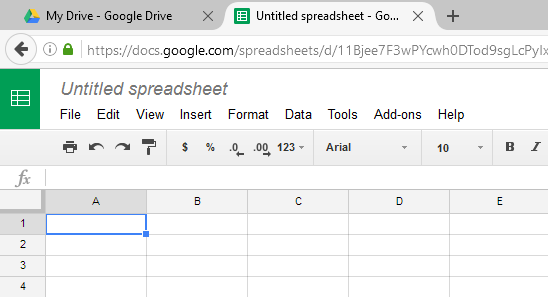 My Drive - Google Drive
Untitled spreadsheet - Go...
https://docs.google.com/spreadsheets/d/11Bjee7F3wPYcwh0DTod9sgLcPyIx
Untitled spreadsheet
File Edit View Insert Format Data Tools Add-ons Help
$ % .0 .00 123 Arial 10 B I
fx
A B C D E
1
2
3
4